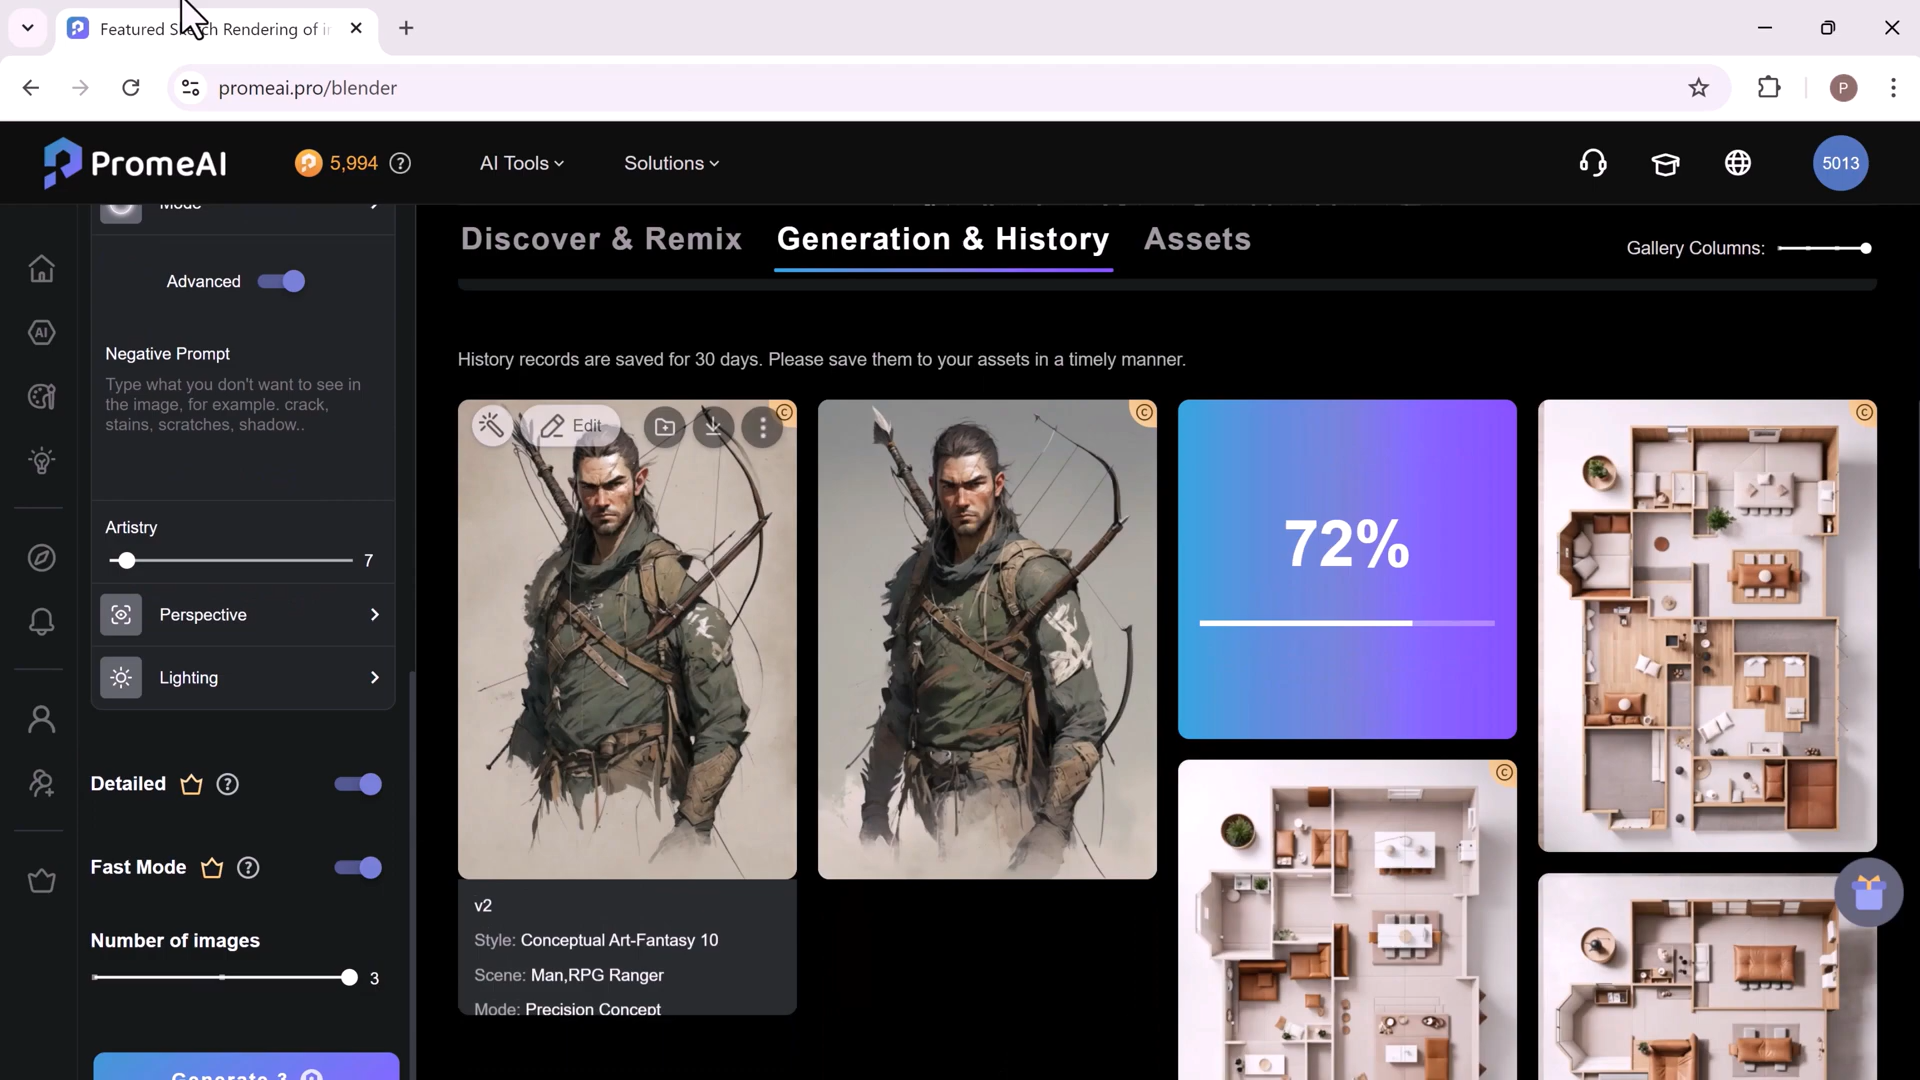 Featured Sketch Rendering of
promeai.pro/blender
P
PromeAI
5,994
AI Tools
Solutions
5013
Mode
Discover & Remix
Generation & History
Assets
Gallery Columns:
Advanced
Negative Prompt
Type what you don't want to see in
the image, for example. crack,
stains, scratches, shadow..
History records are saved for 30 days. Please save them to your assets in a timely manner.
AI
Edit
72%
Artistry
7
Perspective
Lighting
Detailed
Fast Mode
Number of images
3
Generate 3
v2
Style: Conceptual Art-Fantasy 10
Scene: Man,RPG Ranger
Mode: Precision Concept